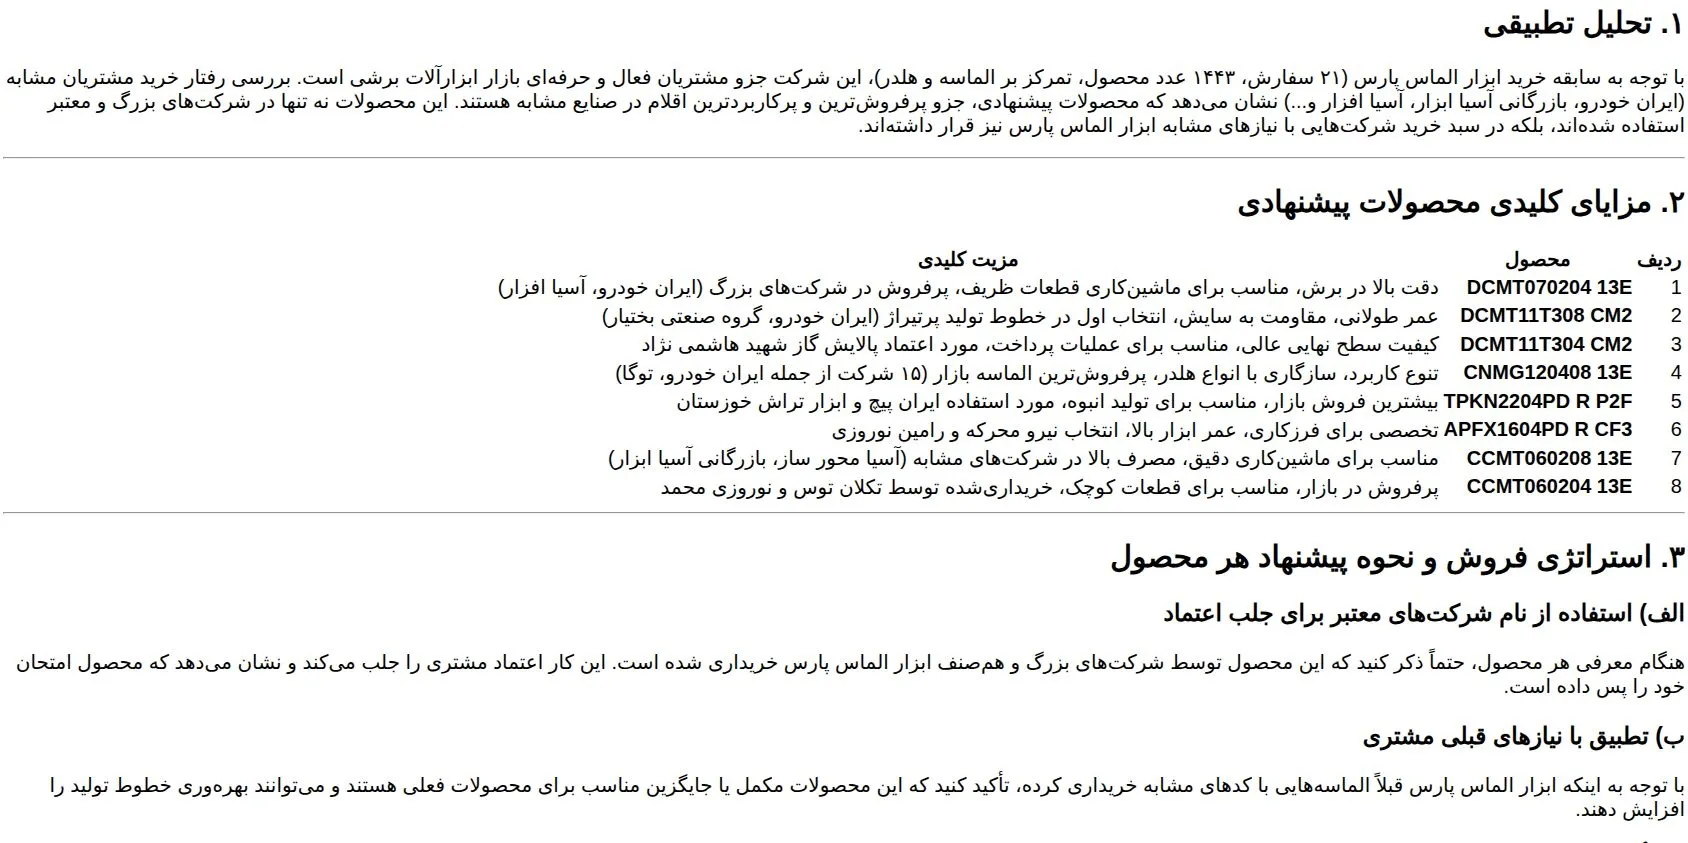 ۱. تحلیل تطبیقی
با توجه به سابقه خرید ابزار الماس پارس (۲۱ سفارش، ۱۴۴۳ عدد محصول، تمرکز بر الماسه و هلدر)، این شرکت جزو مشتریان فعال و حرفه‌ای بازار ابزارآلات برشی است. بررسی رفتار خرید مشتریان مشابه
(ایران خودرو، بازرگانی آسیا ابزار، آسیا افزار و...) نشان می‌دهد که محصولات پیشنهادی، جزو پرفروش‌ترین و پرکاربردترین اقلام در صنایع مشابه هستند. این محصولات نه تنها در شرکت‌های بزرگ و معتبر
استفاده شده‌اند، بلکه در سبد خرید شرکت‌هایی با نیازهای مشابه ابزار الماس پارس نیز قرار داشته‌اند.
۲. مزایای کلیدی محصولات پیشنهادی
ردیف محصول مزیت کلیدی
1 DCMT070204 13E دقت بالا در برش، مناسب برای ماشین‌کاری قطعات ظریف، پرفروش در شرکت‌های بزرگ (ایران خودرو، آسیا افزار)
2 DCMT11T308 CM2 عمر طولانی، مقاومت به سایش، انتخاب اول در خطوط تولید پرتیراژ (ایران خودرو، گروه صنعتی بختیار)
3 DCMT11T304 CM2 کیفیت سطح نهایی عالی، مناسب برای عملیات پرداخت، مورد اعتماد پالایش گاز شهید هاشمی نژاد
4 CNMG120408 13E تنوع کاربرد، سازگاری با انواع هلدر، پرفروش‌ترین الماسه بازار (۱۵ شرکت از جمله ایران خودرو، توگا)
5 TPKN2204PD R P2F بیشترین فروش بازار، مناسب برای تولید انبوه، مورد استفاده ایران پیچ و ابزار تراش خوزستان
6 APFX1604PD R CF3 تخصصی برای فرزکاری، عمر ابزار بالا، انتخاب نیرو محرکه و رامین نوروزی
7 CCMT060208 13E مناسب برای ماشین‌کاری دقیق، مصرف بالا در شرکت‌های مشابه (آسیا محور ساز، بازرگانی آسیا ابزار)
8 CCMT060204 13E پرفروش در بازار، مناسب برای قطعات کوچک، خریداری‌شده توسط تکلان توس و نوروزی محمد
۳. استراتژی فروش و نحوه پیشنهاد هر محصول
الف) استفاده از نام شرکت‌های معتبر برای جلب اعتماد
هنگام معرفی هر محصول، حتماً ذکر کنید که این محصول توسط شرکت‌های بزرگ و هم‌صنف ابزار الماس پارس خریداری شده است. این کار اعتماد مشتری را جلب می‌کند و نشان می‌دهد که محصول امتحان
خود را پس داده است.
ب) تطبیق با نیازهای قبلی مشتری
با توجه به اینکه ابزار الماس پارس قبلاً الماسه‌هایی با کدهای مشابه خریداری کرده، تأکید کنید که این محصولات مکمل یا جایگزین مناسب برای محصولات فعلی هستند و می‌توانند بهره‌وری خطوط تولید را
افزایش دهند.